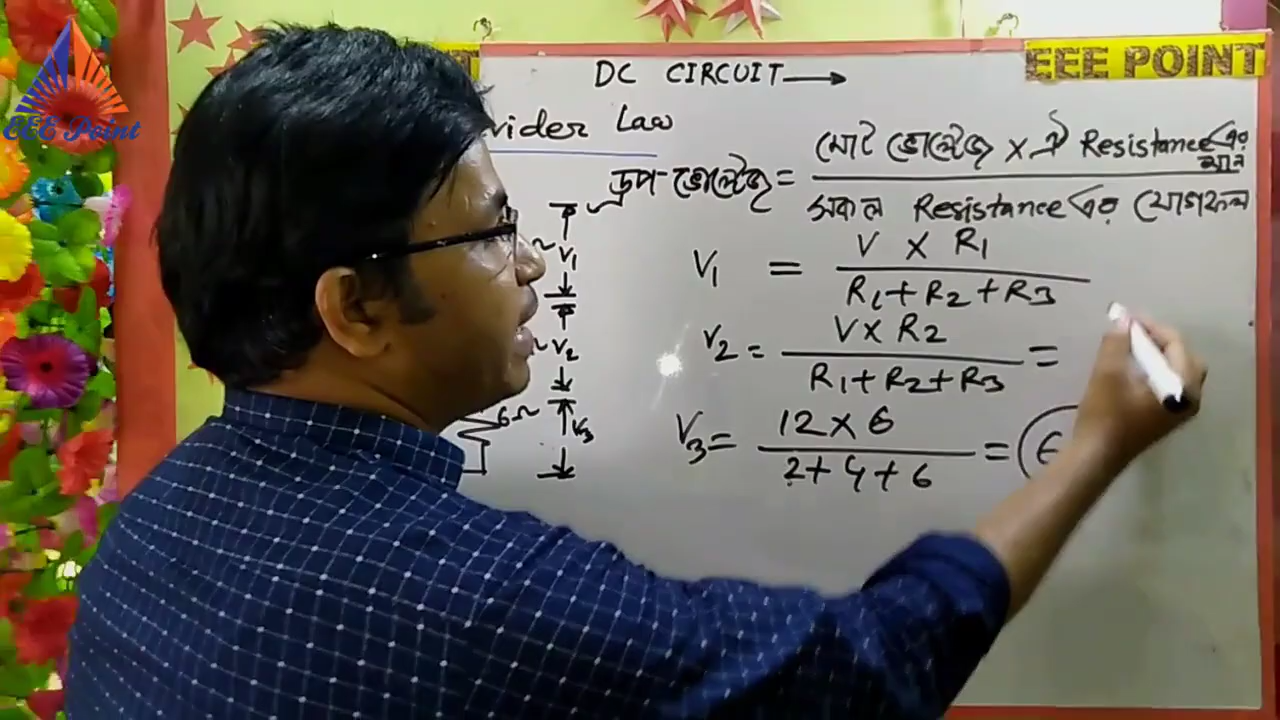 EEE Point
EEE POINT
DC CIRCUIT →
vider Law
ড্রপ ভোল্টেজ = মোট ভোল্টেজ X ঐ Resistance এর মান
সকল Resistance এর যোগফল
V1 = V X R1
R1 + R2 + R3
V2 = V X R2 =
R1 + R2 + R3
V3 = 12 X 6 = 6
2 + 4 + 6
V1
V2
6Ω V3